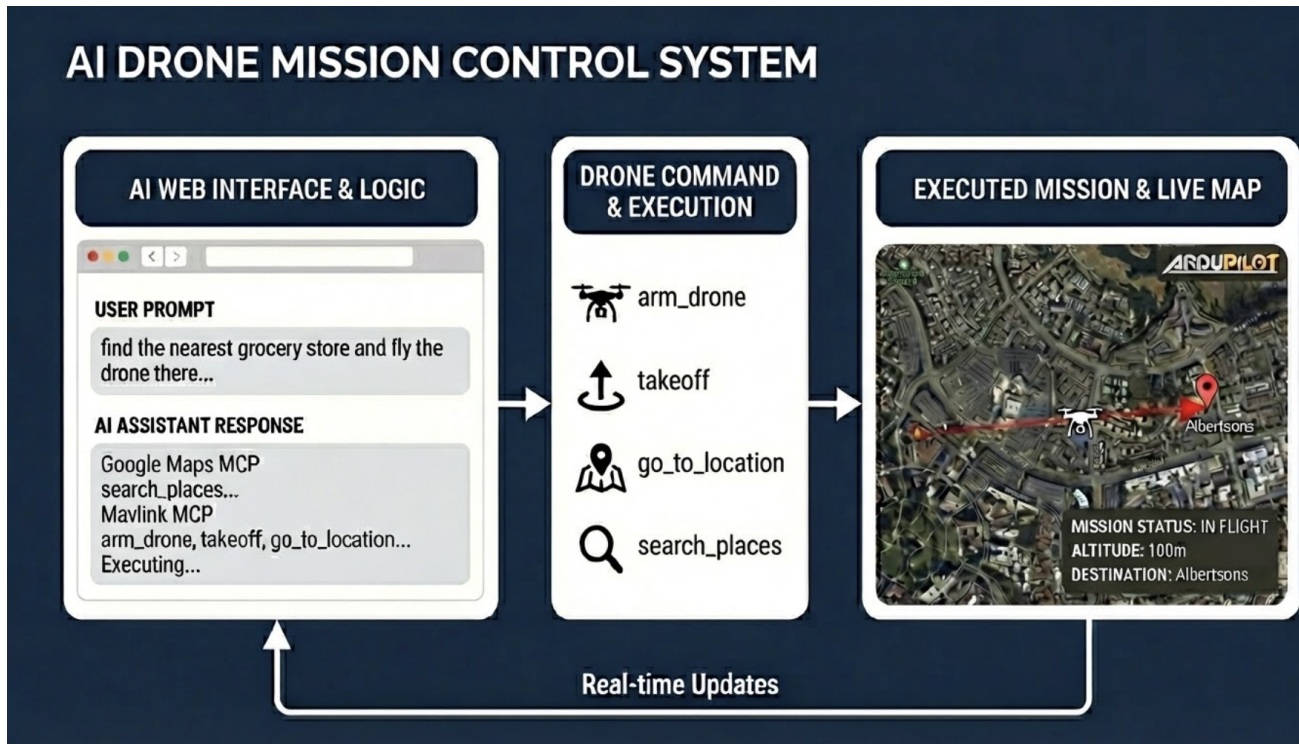 AI DRONE MISSION CONTROL SYSTEM
AI WEB INTERFACE & LOGIC
USER PROMPT
find the nearest grocery store and fly the
drone there...
AI ASSISTANT RESPONSE
Google Maps MCP
search_places...
Mavlink MCP
arm_drone, takeoff, go_to_location...
Executing...
DRONE COMMAND
& EXECUTION
arm_drone
takeoff
go_to_location
search_places
EXECUTED MISSION & LIVE MAP
ARDUPILOT
Albertsons
MISSION STATUS: IN FLIGHT
ALTITUDE: 100m
DESTINATION: Albertsons
Real-time Updates